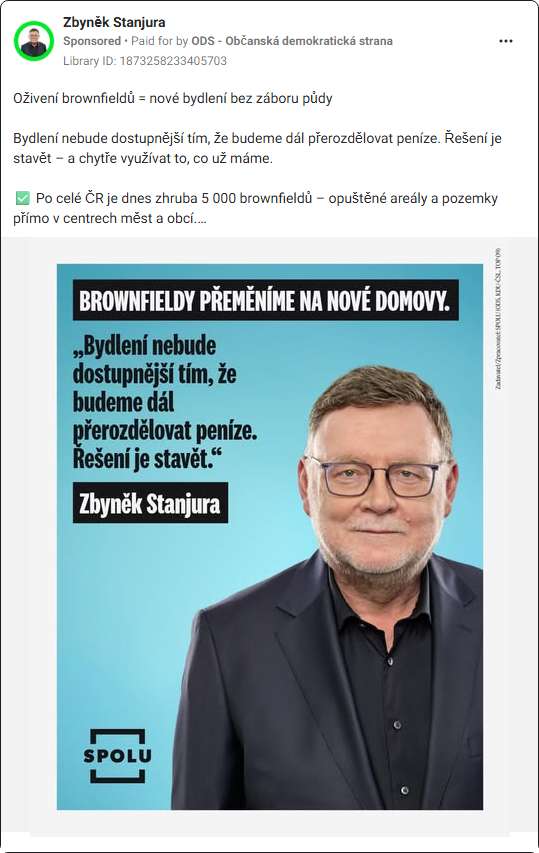 Zbyněk Stanjura
Sponsored • Paid for by ODS - Občanská demokratická strana
Library ID: 1873258233405703
Oživení brownfieldů = nové bydlení bez záboru půdy
Bydlení nebude dostupnější tím, že budeme dál přerozdělovat peníze. Řešení je
stavět – a chytře využívat to, co už máme.
✅ Po celé ČR je dnes zhruba 5 000 brownfieldů – opuštěné areály a pozemky
přímo v centrech měst a obcí....
BROWNFIELDY PŘEMĚNÍME NA NOVÉ DOMOVY.
„Bydlení nebude
dostupnější tím, že
budeme dál
přerozdělovat peníze.
Řešení je stavět.“
Zbyněk Stanjura
SPOLU
Zadavatel/Zpracovatel: SPOLU (ODS, KDU-ČSL, TOP 09)